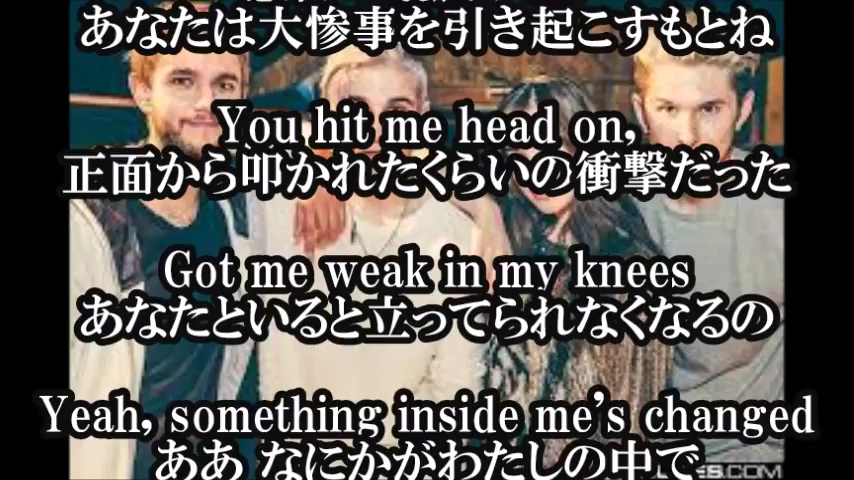 あなたは大惨事を引き起こすもとね
You hit me head on,
正面から叩かれたくらいの衝撃だった
Got me weak in my knees
あなたといると立ってられなくなるの
Yeah, something inside me's changed
ああ なにかがわたしの中で
ES.COM